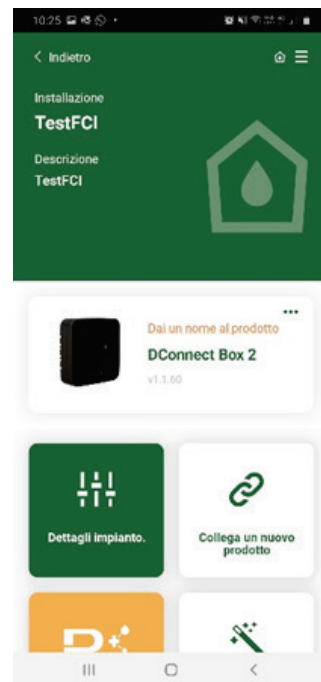 10:25
Indietro
Installazione
TestFCI
Descrizione
TestFCI
Dai un nome al prodotto
DConnect Box 2
v1.1.60
Dettagli impianto.
Collega un nuovo
prodotto